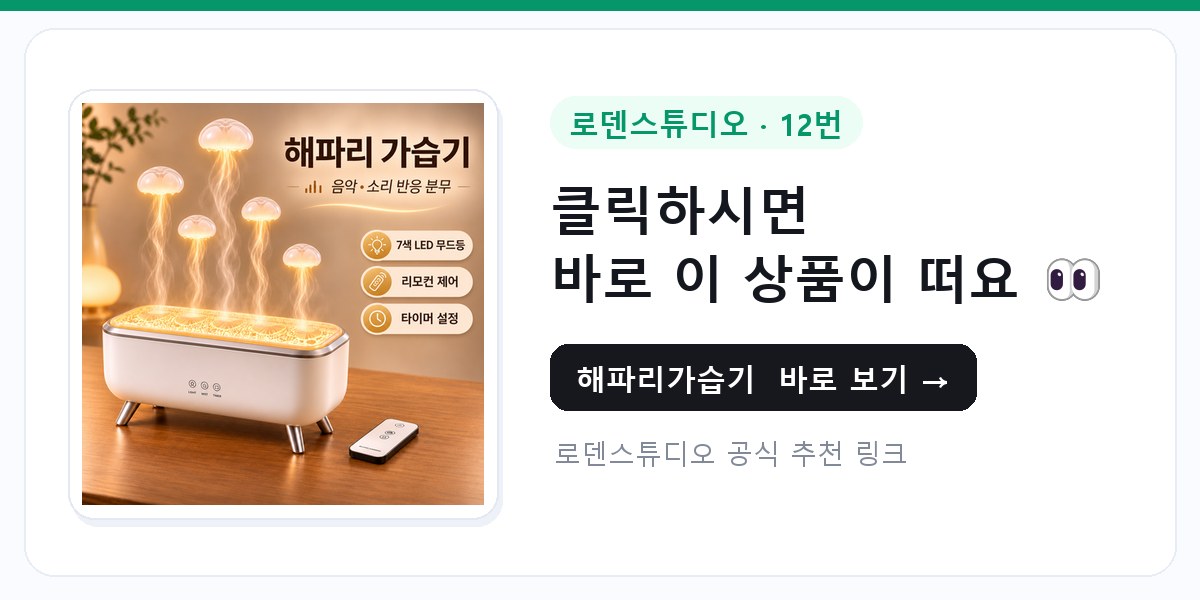 로덴스튜디오 · 12번
클릭하시면
바로 이 상품이 떠요 👀
해파리가습기 바로 보기 →
로덴스튜디오 공식 추천 링크
해파리 가습기
음악•소리 반응 분무
7색 LED 무드등
리모컨 제어
타이머 설정